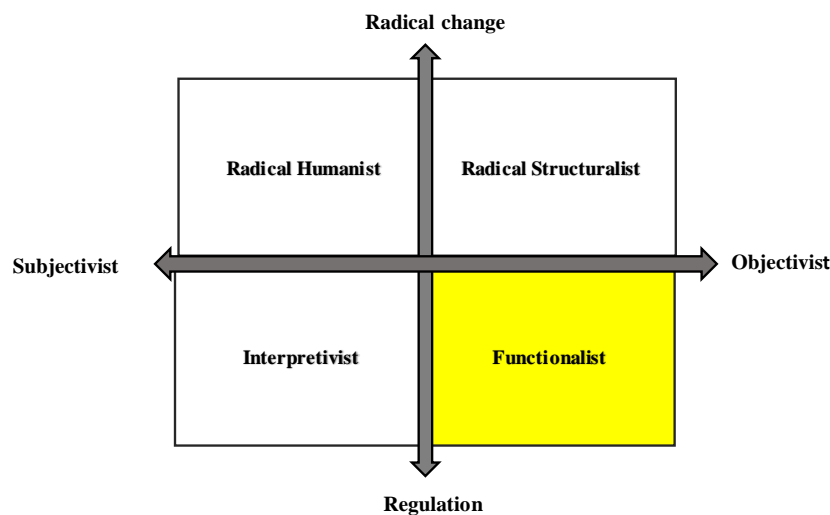 Radical change
Radical Humanist
Radical Structuralist
Subjectivist
Objectivist
Interpretivist
Functionalist
Regulation